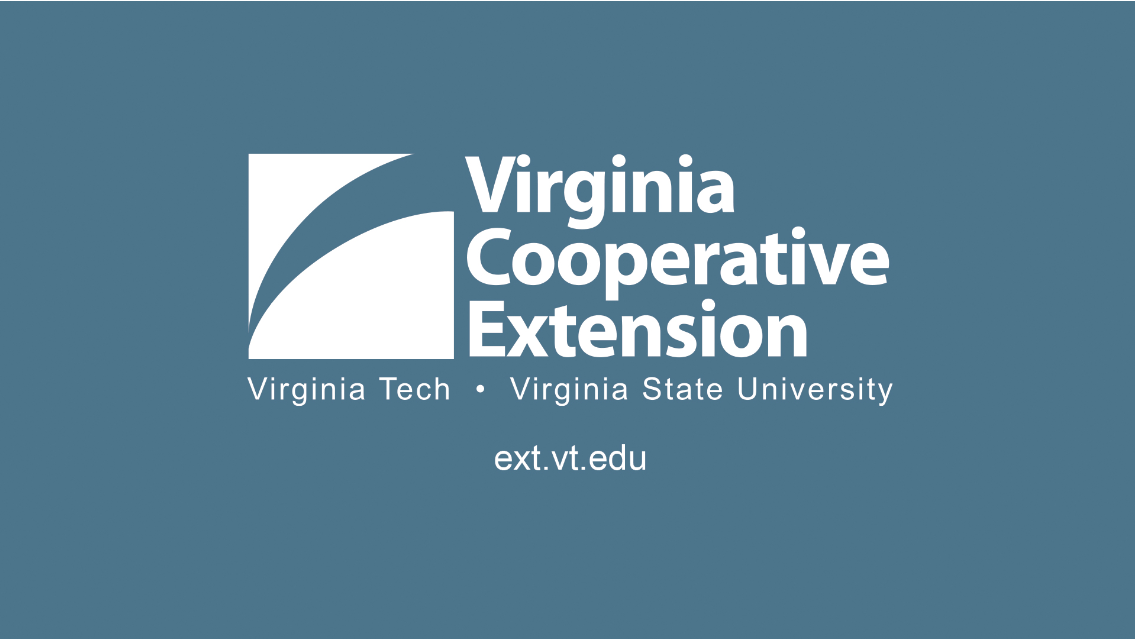 Virginia
Cooperative
Extension
Virginia Tech • Virginia State University
ext.vt.edu